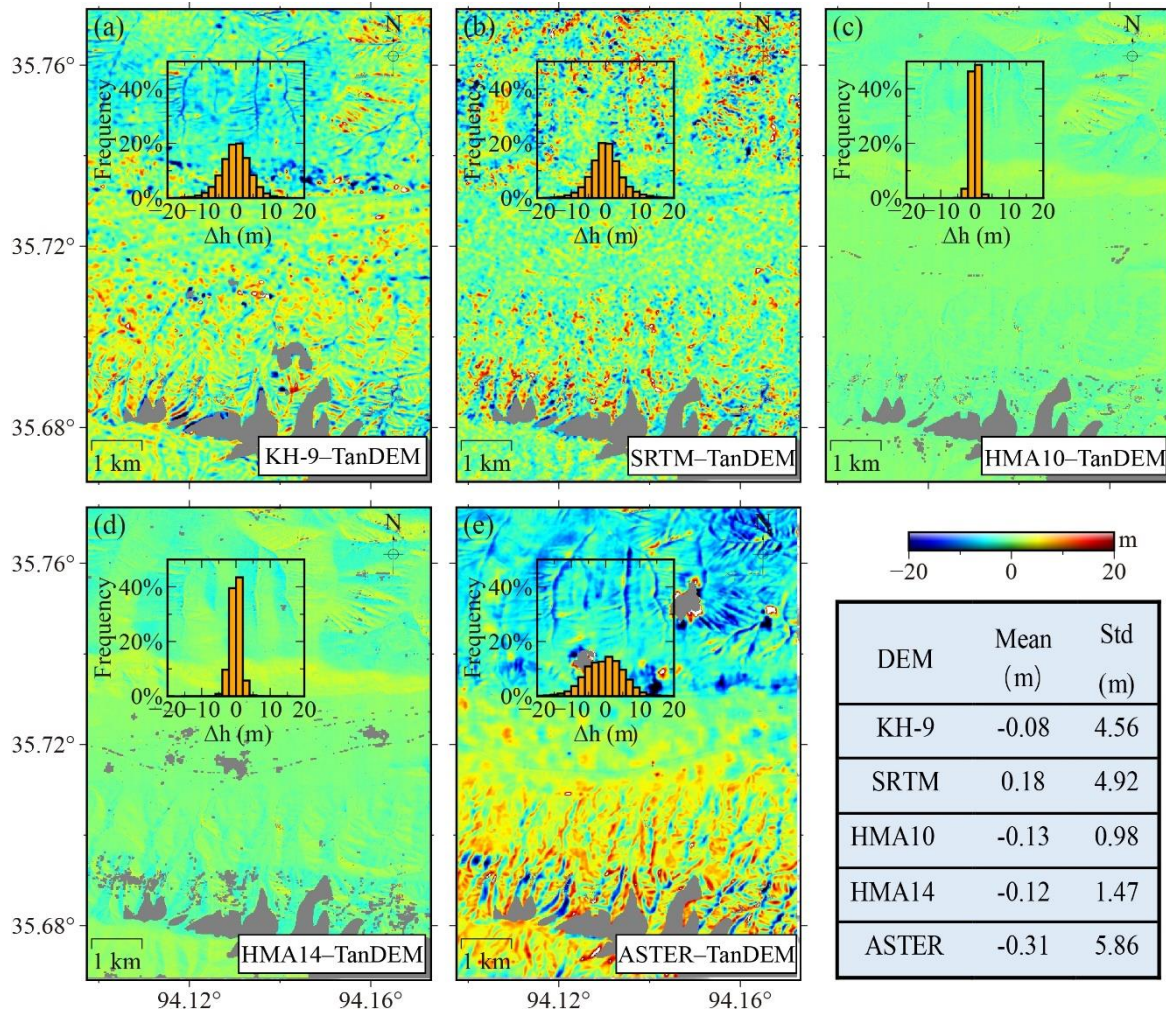 (a)
N
35.76°
35.72°
35.68°
Frequency
40%
20%
0%
−20 −10 0 10 20
Δh (m)
1 km
KH-9–TanDEM
(b)
N
Frequency
40%
20%
0%
−20 −10 0 10 20
Δh (m)
1 km
SRTM–TanDEM
(c)
N
Frequency
40%
20%
0%
−20 −10 0 10 20
Δh (m)
1 km
HMA10–TanDEM
(d)
N
35.76°
35.72°
35.68°
Frequency
40%
20%
0%
−20 −10 0 10 20
Δh (m)
1 km
HMA14–TanDEM
94.12° 94.16°
(e)
N
Frequency
40%
20%
0%
−20 −10 0 10 20
Δh (m)
1 km
ASTER–TanDEM
94.12° 94.16°
m
−20 0 20
DEM Mean (m) Std (m)
KH-9 -0.08 4.56
SRTM 0.18 4.92
HMA10 -0.13 0.98
HMA14 -0.12 1.47
ASTER -0.31 5.86